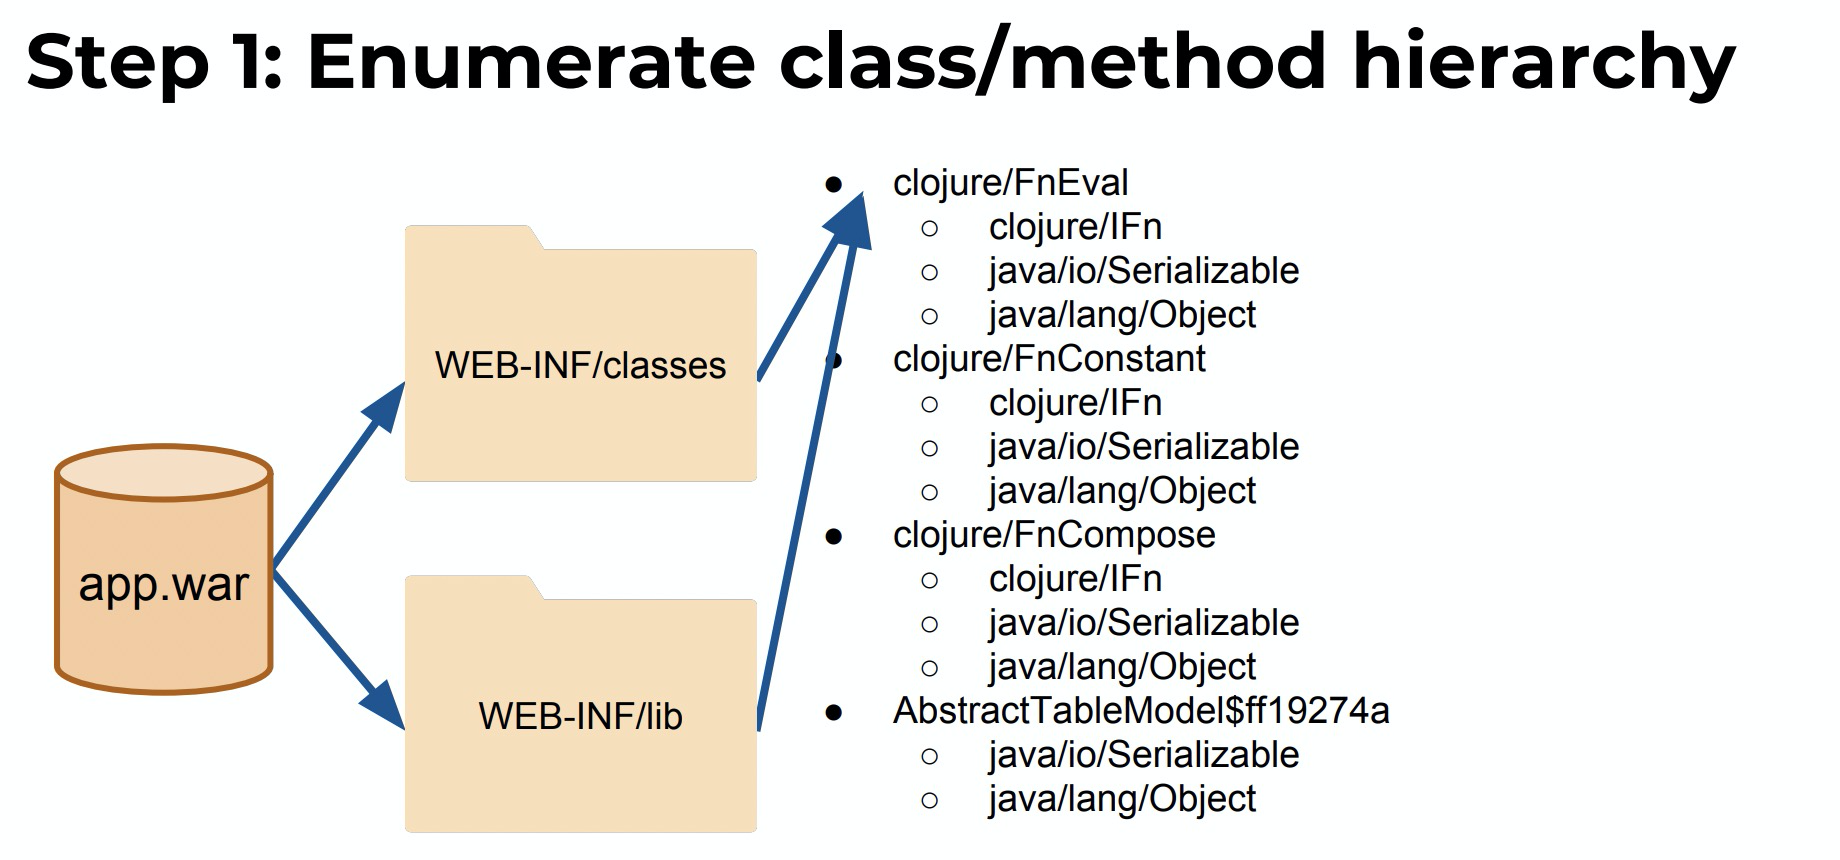 Step 1: Enumerate class/method hierarchy
app.war
WEB-INF/classes
WEB-INF/lib
● clojure/FnEval
○ clojure/IFn
○ java/io/Serializable
○ java/lang/Object
● clojure/FnConstant
○ clojure/IFn
○ java/io/Serializable
○ java/lang/Object
● clojure/FnCompose
○ clojure/IFn
○ java/io/Serializable
○ java/lang/Object
● AbstractTableModel$ff19274a
○ java/io/Serializable
○ java/lang/Object